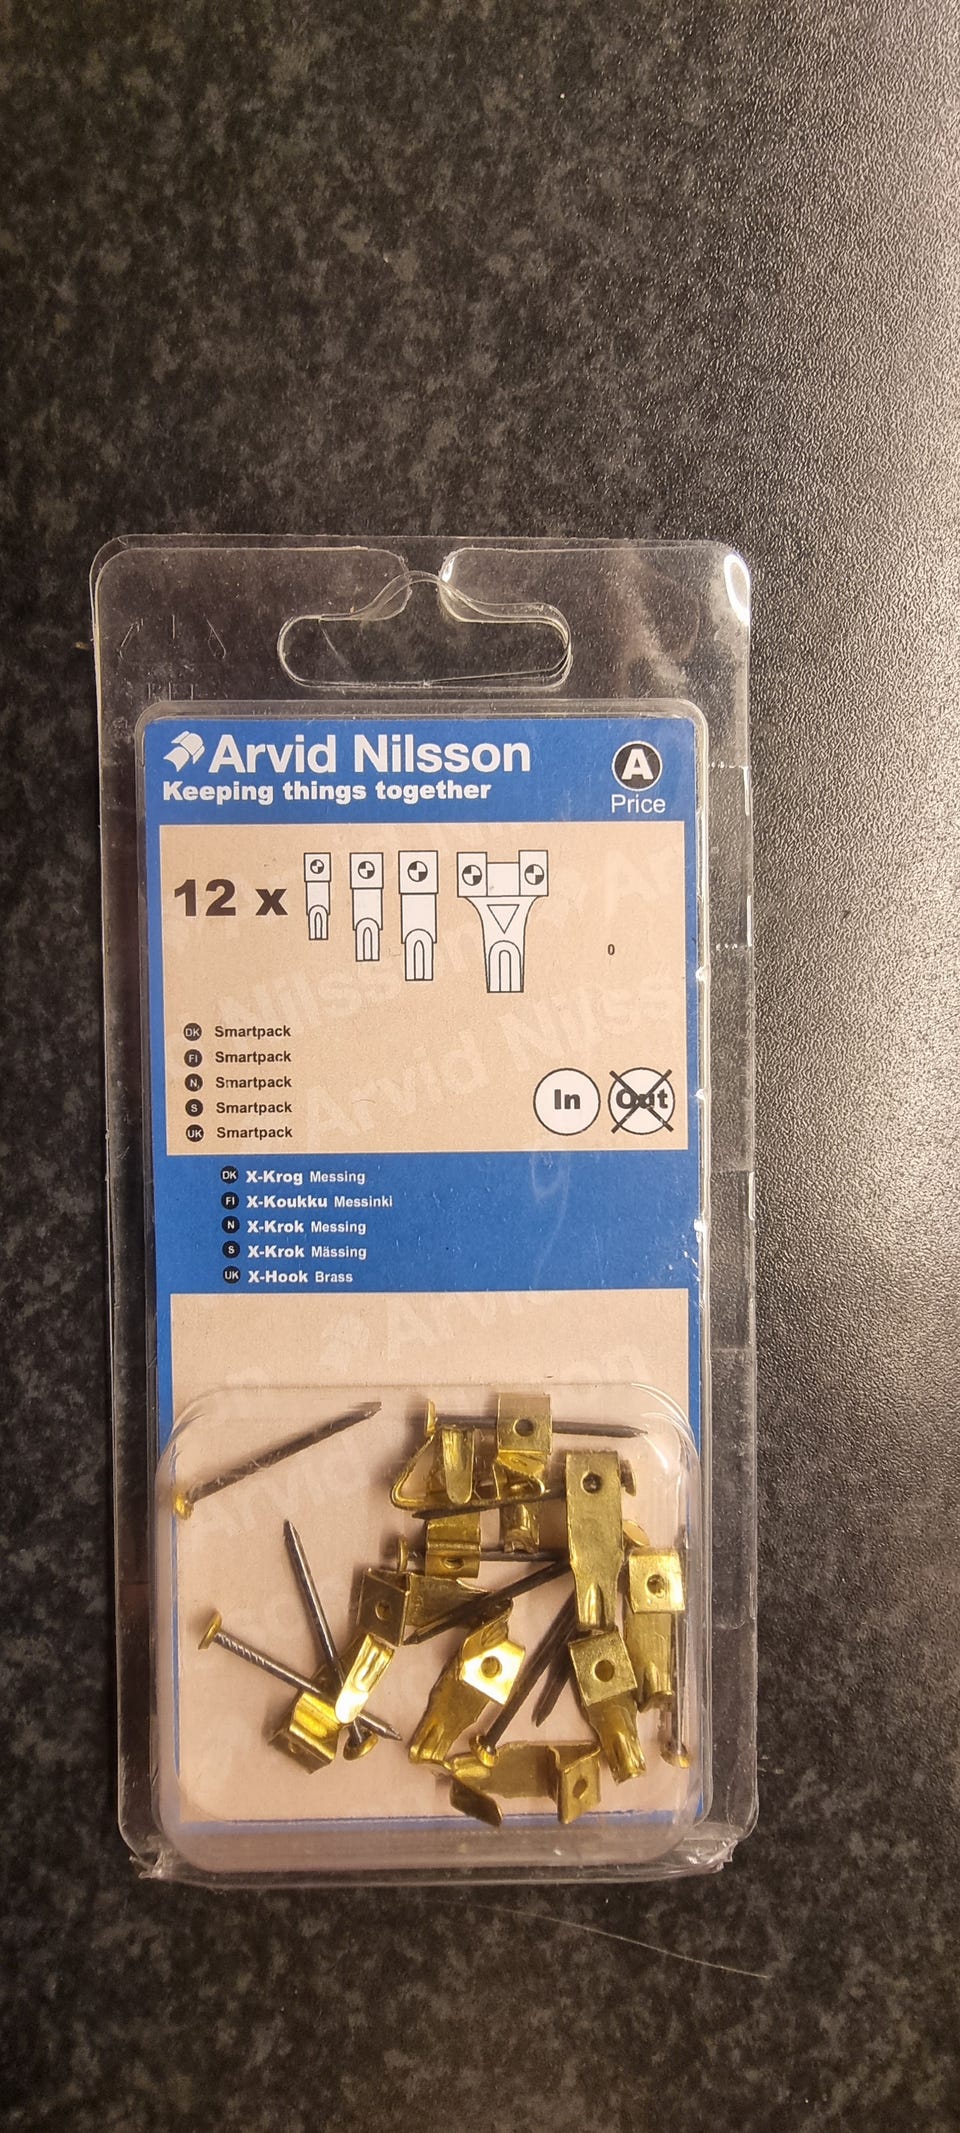 Arvid Nilsson
Keeping things together
A
Price
12 x
0
DK Smartpack
FI Smartpack
N Smartpack
S Smartpack
UK Smartpack
In
Out
DK X-Krog Messing
FI X-Koukku Messinki
N X-Krok Messing
S X-Krok Mässing
UK X-Hook Brass